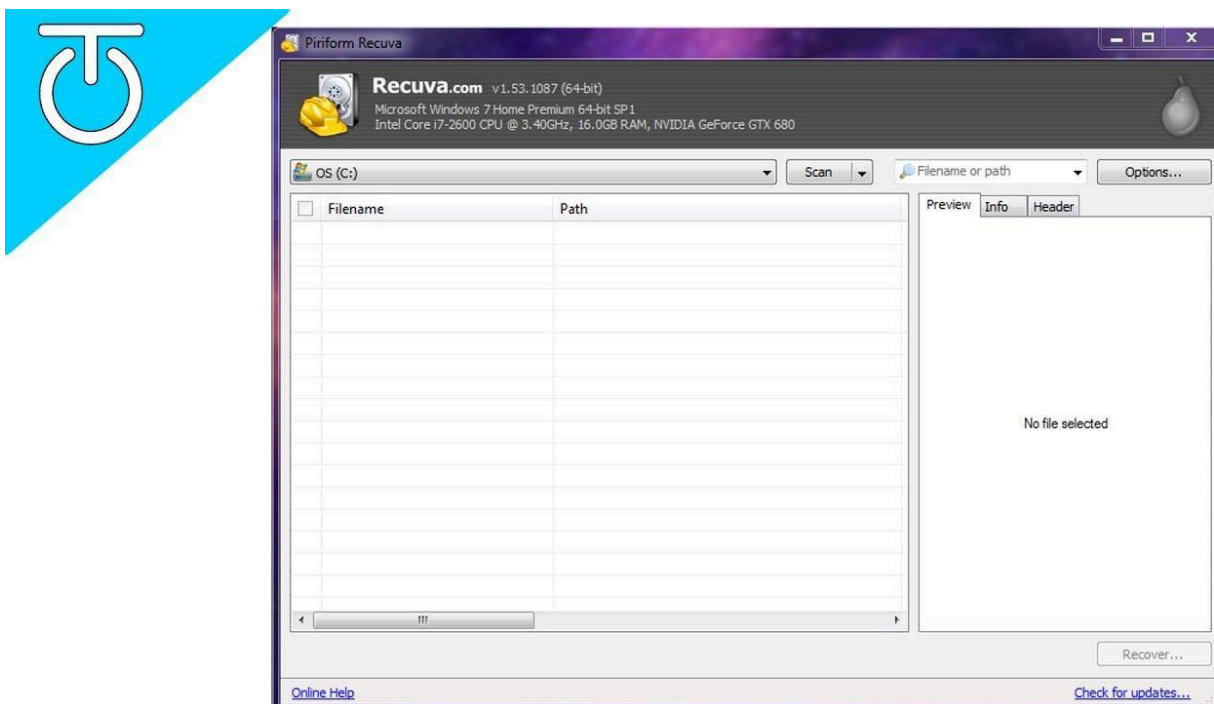 Piriform Recuva
Recuva.com v1.53.1087 (64-bit)
Microsoft Windows 7 Home Premium 64-bit SP1
Intel Core i7-2600 CPU @ 3.40GHz, 16.0GB RAM, NVIDIA GeForce GTX 680
OS (C:) Scan Filename or path Options...
Filename Path Preview Info Header
No file selected
Recover...
Online Help Check for updates...